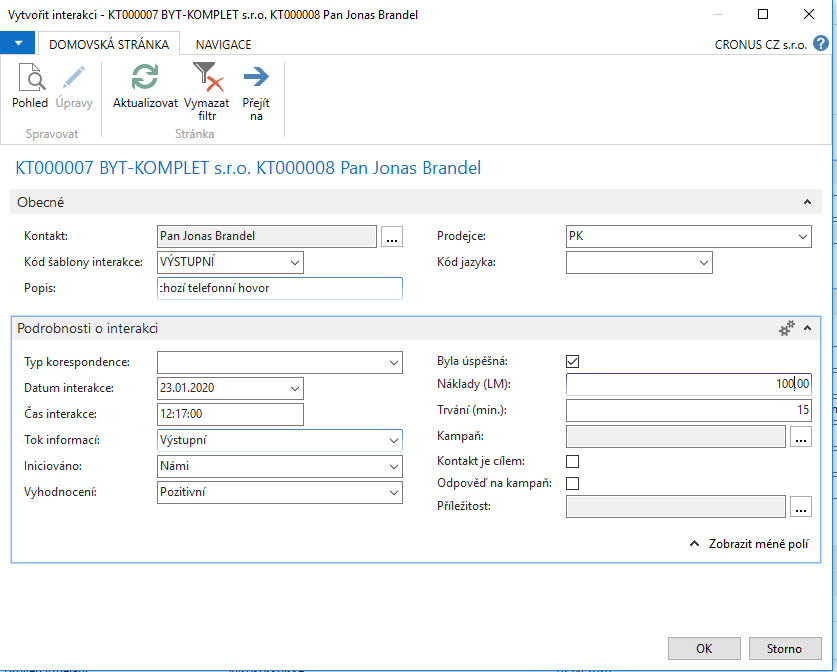 Vytvořit interakci - KT000007 BYT-KOMPLET s.r.o. KT000008 Pan Jonas Brandel
DOMOVSKÁ STRÁNKA NAVIGACE CRONUS CZ s.r.o. ?
Pohled Úpravy Aktualizovat Vymazat filtr Přejít na
Spravovat Stránka
KT000007 BYT-KOMPLET s.r.o. KT000008 Pan Jonas Brandel
Obecné
Kontakt: Pan Jonas Brandel ... Prodejce: PK
Kód šablony interakce: VÝSTUPNÍ Kód jazyka:
Popis: chozí telefonní hovor
Podrobnosti o interakci
Typ korespondence: Byla úspěšná:
Datum interakce: 23.01.2020 Náklady (LM): 100,00
Čas interakce: 12:17:00 Trvání (min.): 15
Tok informací: Výstupní Kampaň: ...
Iniciováno: Námi Kontakt je cílem:
Vyhodnocení: Pozitivní Odpověď na kampaň:
Příležitost: ...
Zobrazit méně polí
OK Storno